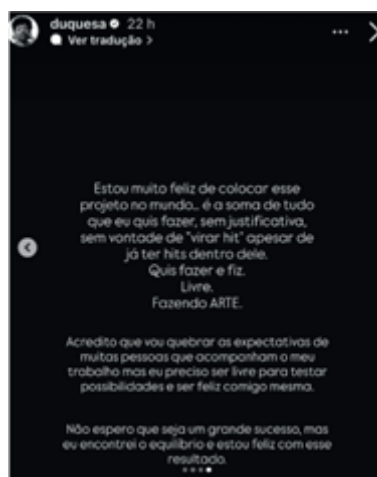 duquesa 22 h
Ver tradução >
Estou muito feliz de colocar esse
projeto no mundo... é a soma de tudo
que eu quis fazer, sem justificativa,
sem vontade de "virar hit" apesar de
já ter hits dentro dele.
Quis fazer e fiz.
Livre.
Fazendo ARTE.
Acredito que vou quebrar as expectativas de
muitas pessoas que acompanham o meu
trabalho mas eu preciso ser livre para testar
possibilidades e ser feliz comigo mesma.
Não espero que seja um grande sucesso, mas
eu encontrei o equilíbrio e estou feliz com esse
resultado.